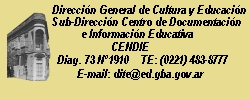 Dirección General de Cultura y Educación
Sub-Dirección Centro de Documentación
e Información Educativa
CENDIE
Diag. 73 Nº1910 TE: (0221) 483-8777
E-mail: dite@ed.gba.gov.ar